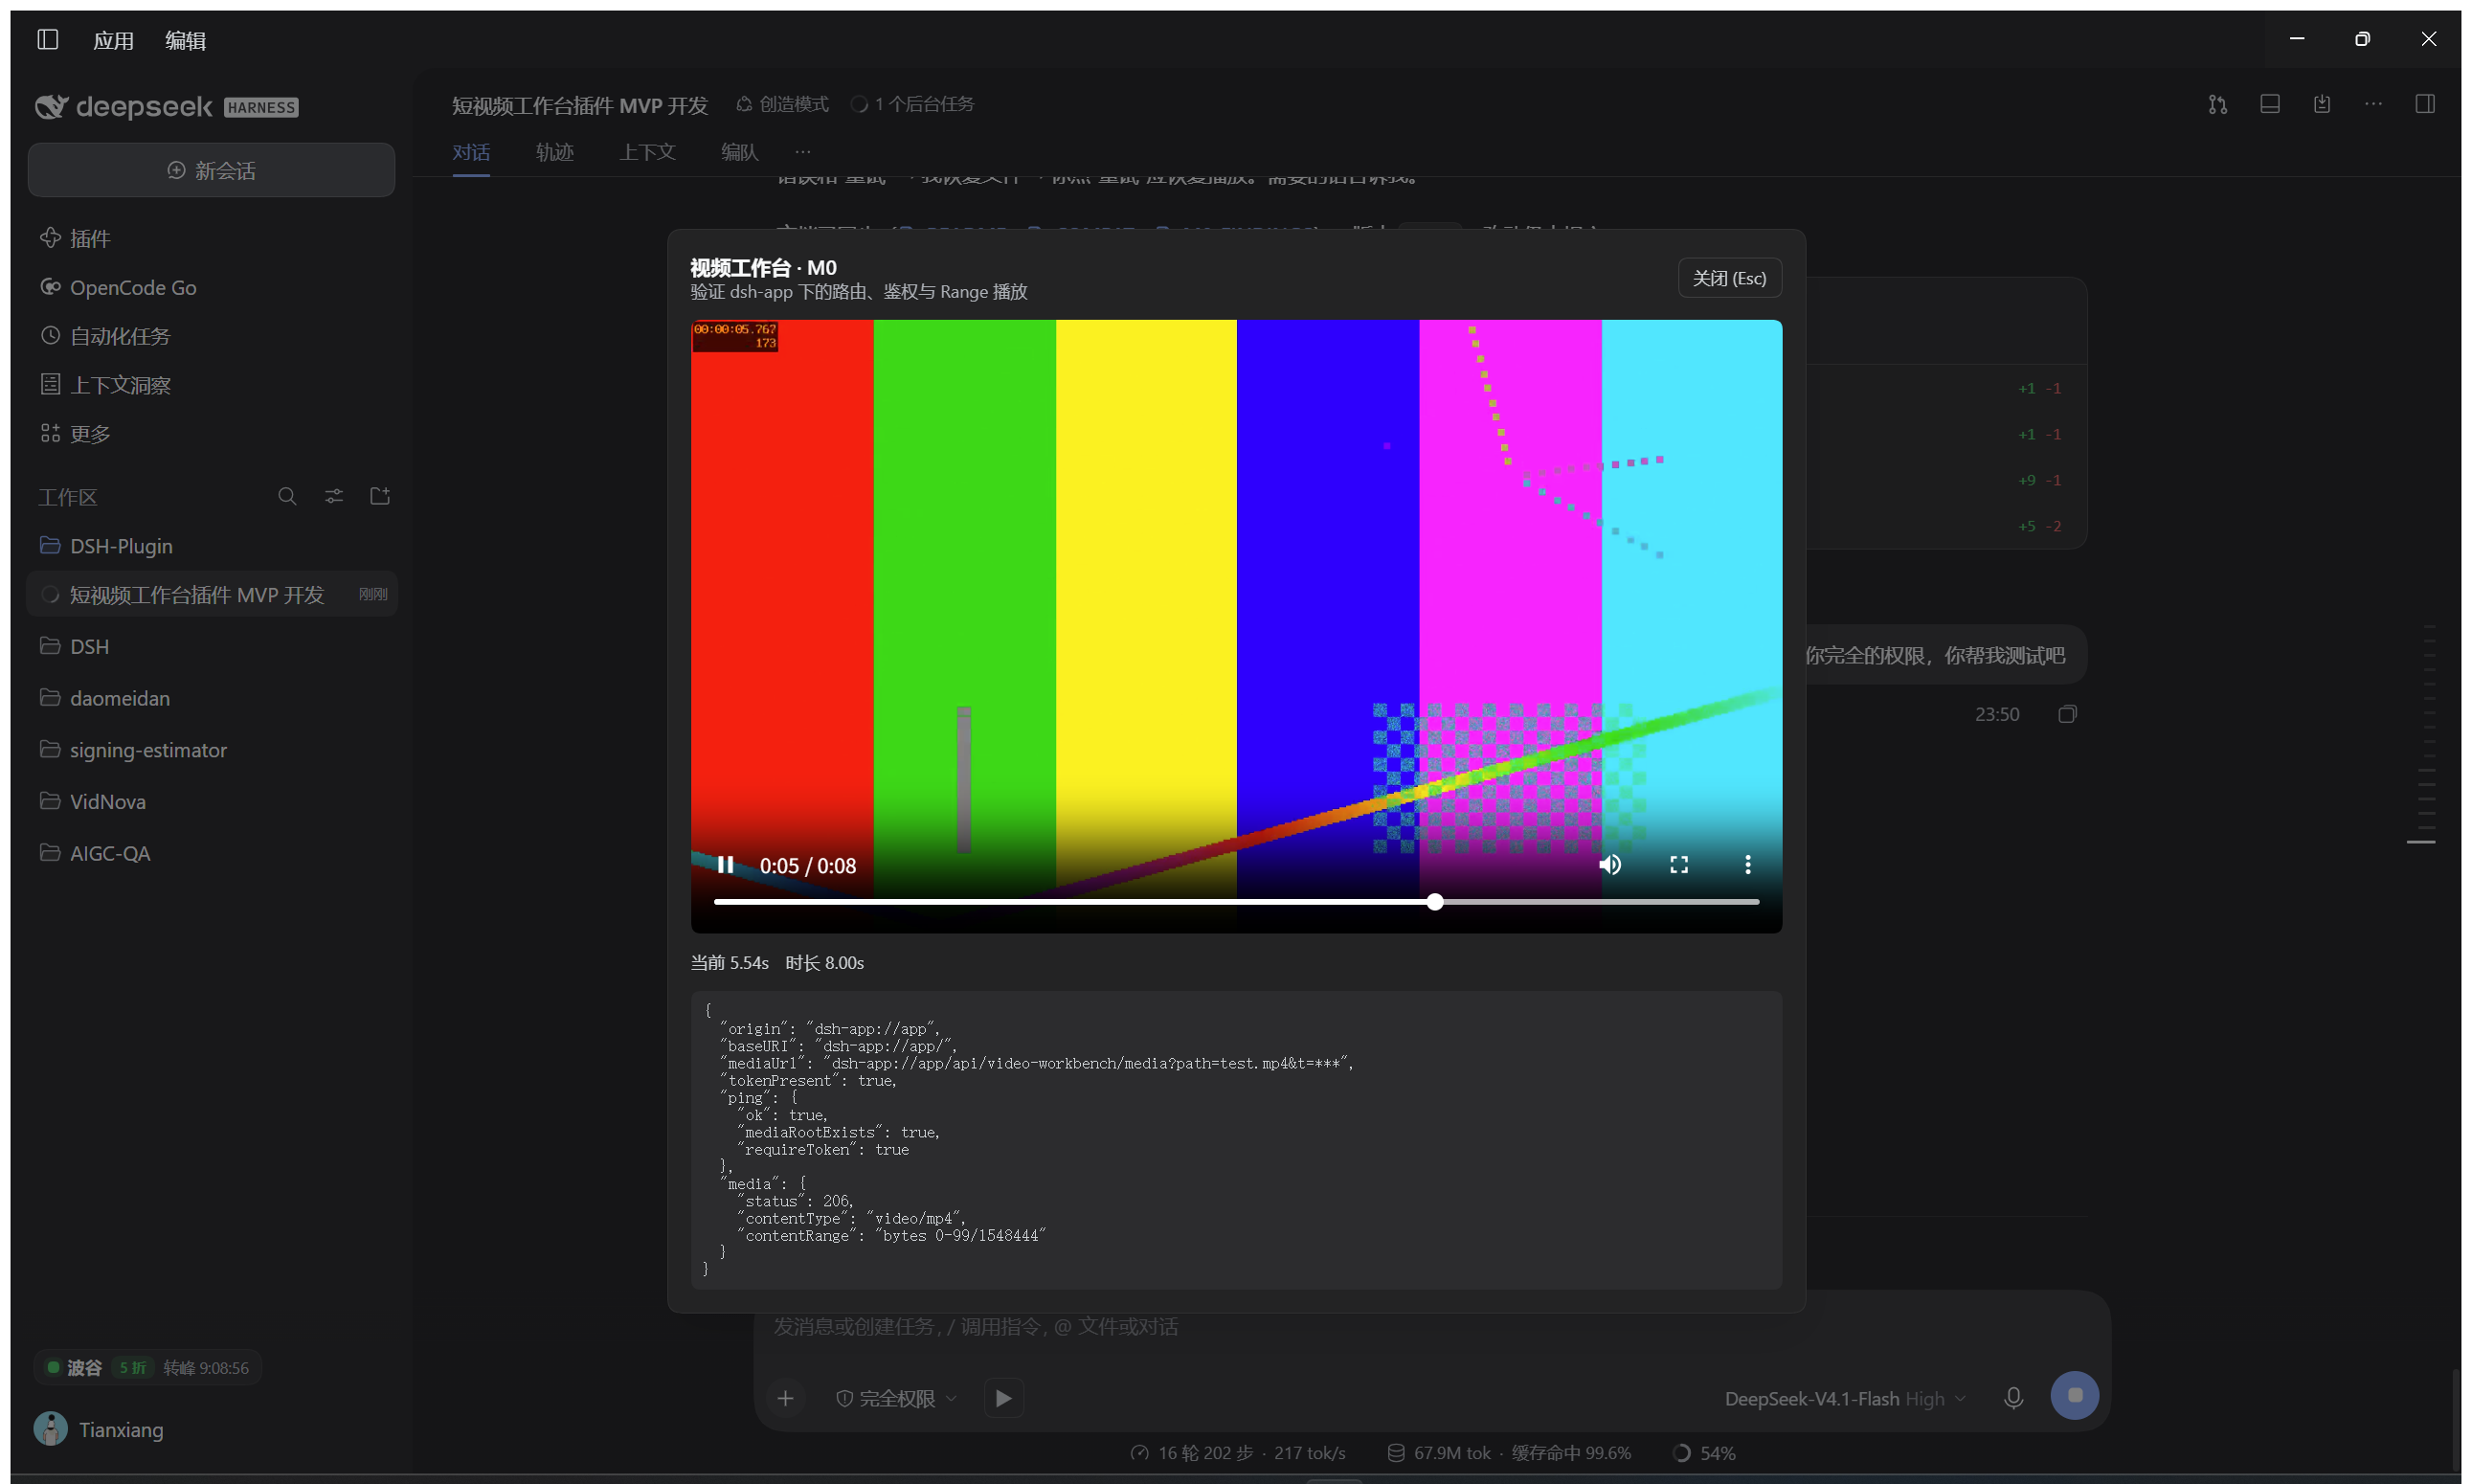 应用 编辑
deepseek HARNESS
新会话
插件
OpenCode Go
自动化任务
上下文洞察
更多
工作区
DSH-Plugin
短视频工作台插件 MVP 开发 刚刚
DSH
daomeidan
signing-estimator
VidNova
AIGC-QA
波谷 5 折 转峰 9:08:56
Tianxiang
短视频工作台插件 MVP 开发 创造模式 1 个后台任务
对话 轨迹 上下文 编队 ···
视频工作台 · M0
验证 dsh-app 下的路由、鉴权与 Range 播放
关闭 (Esc)
00:00:05.767
173
0:05 / 0:08
当前 5.54s 时长 8.00s
{
"origin": "dsh-app://app",
"baseURI": "dsh-app://app/",
"mediaUrl": "dsh-app://app/api/video-workbench/media?path=test.mp4&t=***",
"tokenPresent": true,
"ping": {
"ok": true,
"mediaRootExists": true,
"requireToken": true
},
"media": {
"status": 206,
"contentType": "video/mp4",
"contentRange": "bytes 0-99/1548444"
}
}
+1 -1
+1 -1
+9 -1
+5 -2
你完全的权限，你帮我测试吧
23:50
发消息或创建任务, / 调用指令, @ 文件或对话
完全权限
DeepSeek-V4.1-Flash High
16 轮 202 步 · 217 tok/s 67.9M tok · 缓存命中 99.6% 54%